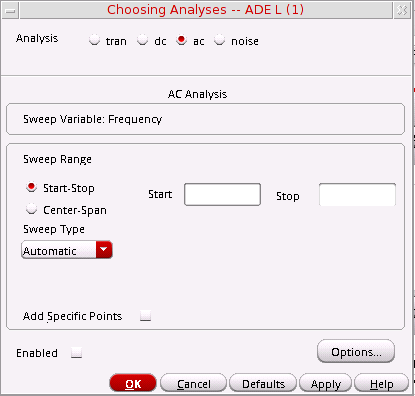 Choosing Analyses -- ADE L (1)
Analysis tran dc ac noise
AC Analysis
Sweep Variable: Frequency
Sweep Range
Start-Stop Start Stop
Center-Span
Sweep Type
Automatic
Add Specific Points
Enabled Options...
OK Cancel Defaults Apply Help